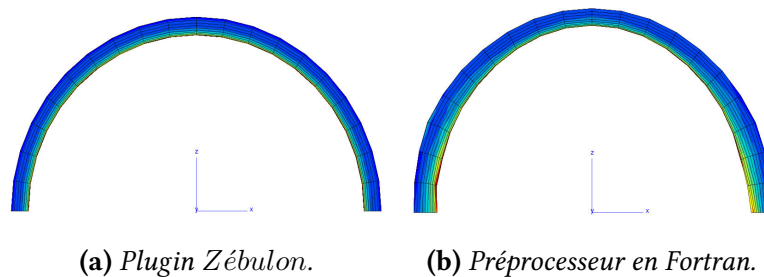 z
y
x
z
y
x
(a) Plugin Zébulon.
(b) Préprocesseur en Fortran.